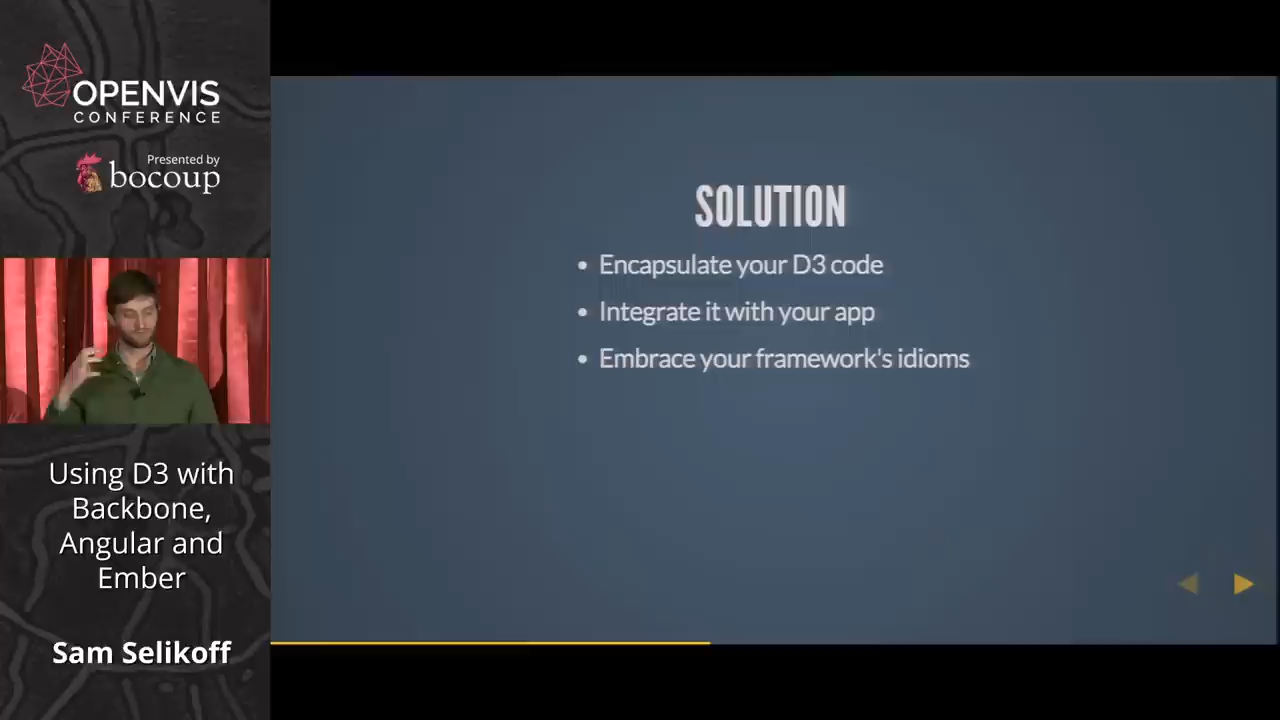 OPENVIS
CONFERENCE
Presented by
bocoup
Using D3 with
Backbone,
Angular and
Ember
Sam Selikoff
SOLUTION
• Encapsulate your D3 code
• Integrate it with your app
• Embrace your framework's idioms